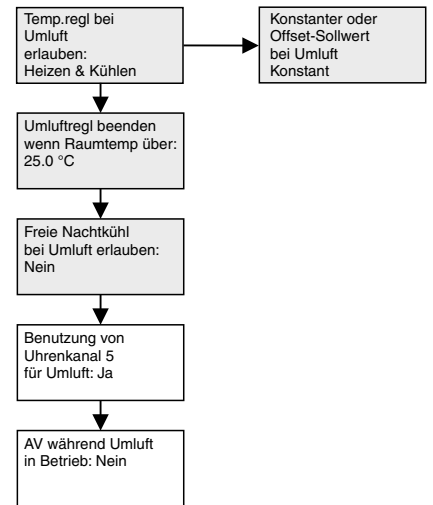 Temp.regl bei
Umluft
erlauben:
Heizen & Kühlen
Konstanter oder
Offset-Sollwert
bei Umluft
Konstant
Umluftregl beenden
wenn Raumtemp über:
25.0 °C
Freie Nachtkühl
bei Umluft erlauben:
Nein
Benutzung von
Uhrenkanal 5
für Umluft: Ja
AV während Umluft
in Betrieb: Nein